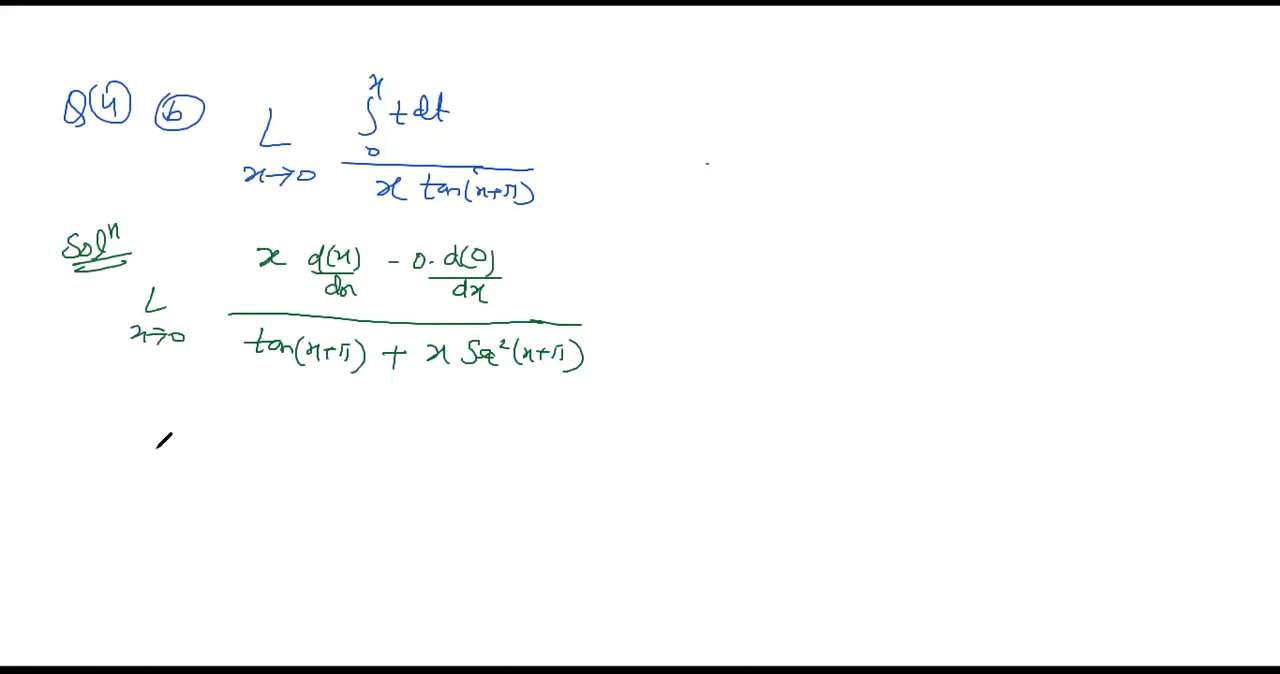 Q(4) (b) L x→0 ∫₀ˣ t dt / x tan(x+π)
Solⁿ
L x→0 x d(x)/dx - 0. d(0)/dx / tan(x+π) + x Sec²(x+π)